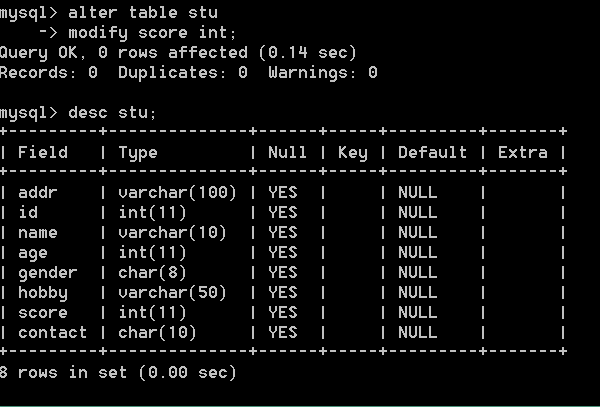 mysql> alter table stu
    -> modify score int;
Query OK, 0 rows affected (0.14 sec)
Records: 0  Duplicates: 0  Warnings: 0

mysql> desc stu;
+---------+--------------+------+-----+---------+-------+
| Field   | Type         | Null | Key | Default | Extra |
+---------+--------------+------+-----+---------+-------+
| addr    | varchar(100) | YES  |     | NULL    |       |
| id      | int(11)      | YES  |     | NULL    |       |
| name    | varchar(10)  | YES  |     | NULL    |       |
| age     | int(11)      | YES  |     | NULL    |       |
| gender  | char(8)      | YES  |     | NULL    |       |
| hobby   | varchar(50)  | YES  |     | NULL    |       |
| score   | int(11)      | YES  |     | NULL    |       |
| contact | char(10)     | YES  |     | NULL    |       |
+---------+--------------+------+-----+---------+-------+
8 rows in set (0.00 sec)